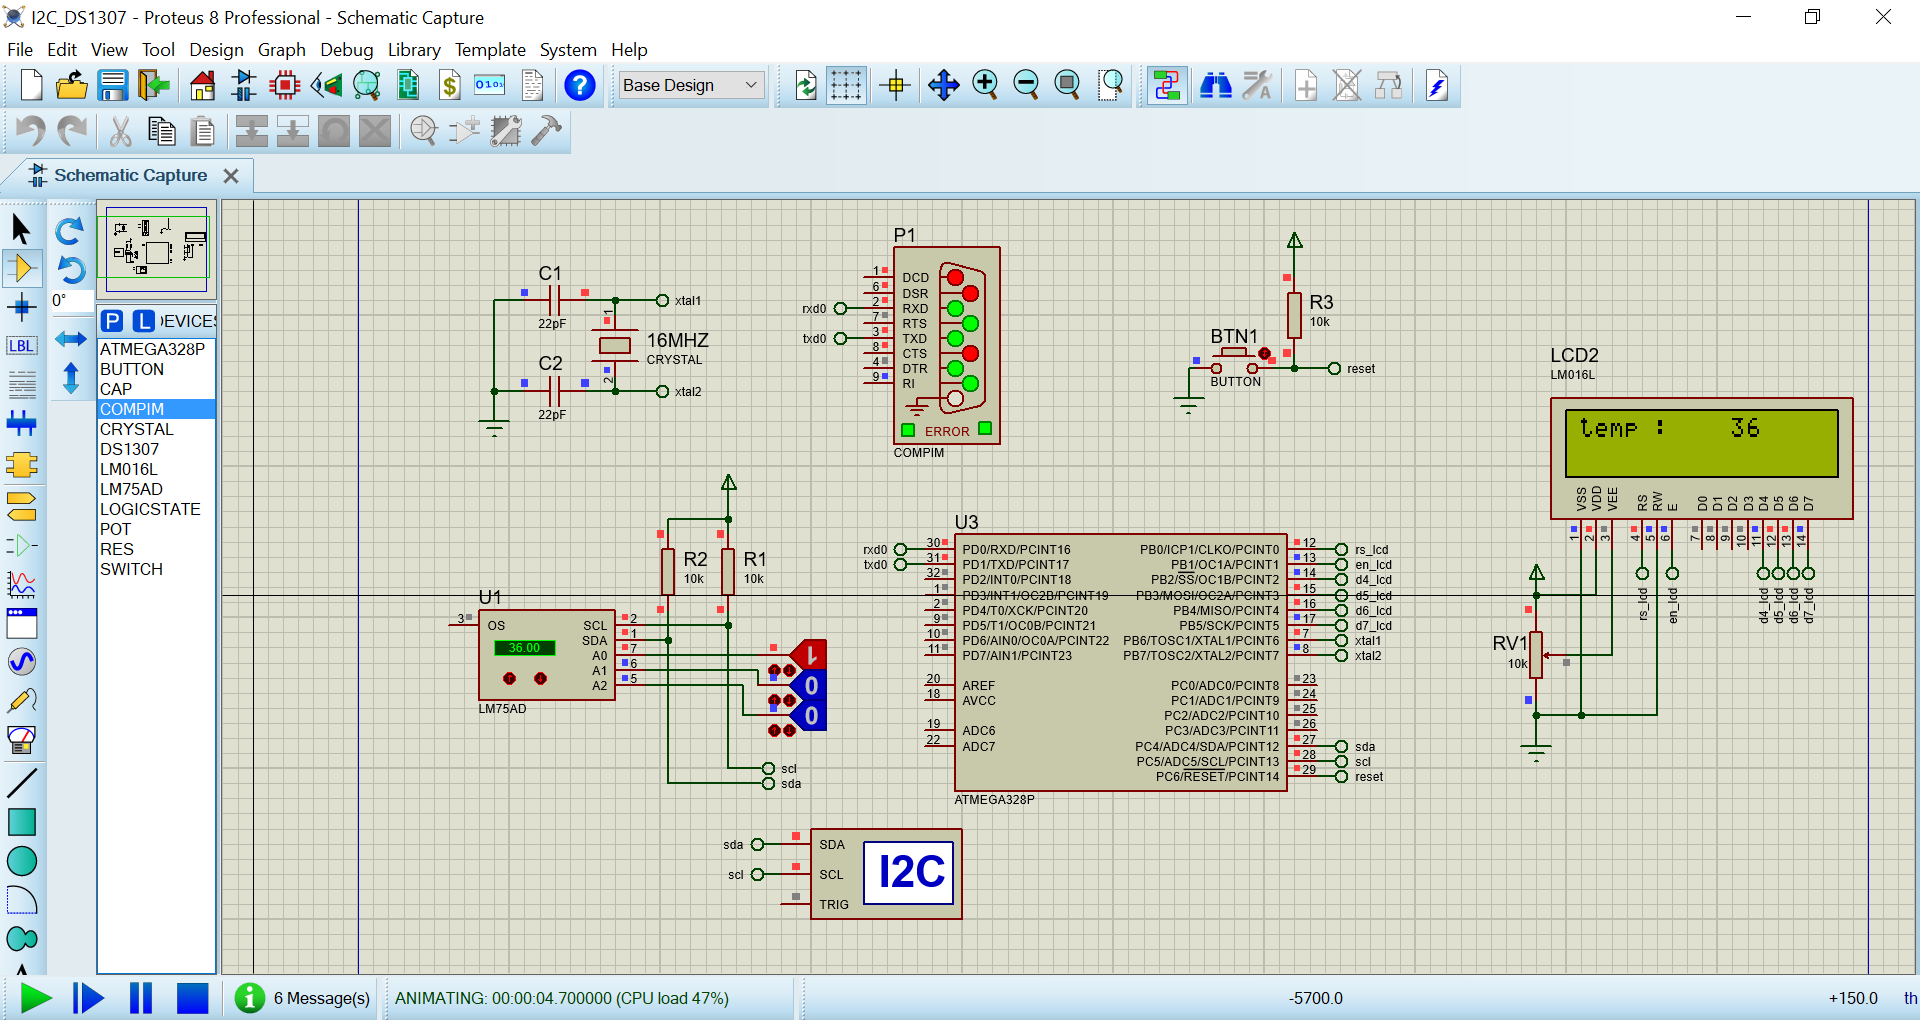 I2C_DS1307 - Proteus 8 Professional - Schematic Capture
File Edit View Tool Design Graph Debug Library Template System Help
Base Design
Schematic Capture
0°
P L DEVICES
ATMEGA328P
BUTTON
CAP
COMPIM
CRYSTAL
DS1307
LM016L
LM75AD
LOGICSTATE
POT
RES
SWITCH
LBL
C1
22pF
xtal1
1
16MHZ
CRYSTAL
2
C2
22pF
xtal2
P1
1 DCD
6 DSR
rxd0 2 RXD
7 RTS
txd0 3 TXD
8 CTS
4 DTR
9 RI
ERROR
COMPIM
R3
10k
BTN1
BUTTON
reset
LCD2
LM016L
temp : 36
VSS VDD VEE RS RW E D0 D1 D2 D3 D4 D5 D6 D7
1 2 3 4 5 6 7 8 9 10 11 12 13 14
rs_lcd en_lcd d4_lcd d5_lcd d6_lcd d7_lcd
RV1
10k
R2
10k
R1
10k
U1
3 OS
36.00
SCL 2
SDA 1
A0 7
A1 6
A2 5
LM75AD
1
0
0
scl
sda
U3
rxd0 30 PD0/RXD/PCINT16 PB0/ICP1/CLKO/PCINT0 12 rs_lcd
txd0 31 PD1/TXD/PCINT17 PB1/OC1A/PCINT1 13 en_lcd
32 PD2/INT0/PCINT18 PB2/SS/OC1B/PCINT2 14 d4_lcd
1 PD3/INT1/OC2B/PCINT19 PB3/MOSI/OC2A/PCINT3 15 d5_lcd
2 PD4/T0/XCK/PCINT20 PB4/MISO/PCINT4 16 d6_lcd
9 PD5/T1/OC0B/PCINT21 PB5/SCK/PCINT5 17 d7_lcd
10 PD6/AIN0/OC0A/PCINT22 PB6/TOSC1/XTAL1/PCINT6 7 xtal1
11 PD7/AIN1/PCINT23 PB7/TOSC2/XTAL2/PCINT7 8 xtal2
20 AREF PC0/ADC0/PCINT8 23
18 AVCC PC1/ADC1/PCINT9 24
PC2/ADC2/PCINT10 25
19 ADC6 PC3/ADC3/PCINT11 26
22 ADC7 PC4/ADC4/SDA/PCINT12 27 sda
PC5/ADC5/SCL/PCINT13 28 scl
PC6/RESET/PCINT14 29 reset
ATMEGA328P
sda SDA
scl SCL
TRIG
I2C
6 Message(s)
ANIMATING: 00:00:04.700000 (CPU load 47%)
-5700.0
+150.0
th